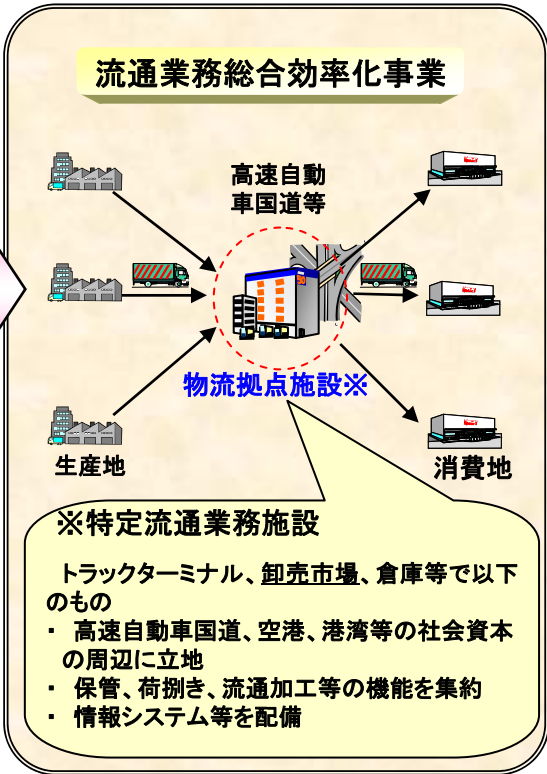 流通業務総合効率化事業
高速自動
車国道等
物流拠点施設※
生産地
消費地
※特定流通業務施設
トラックターミナル、卸売市場、倉庫等で以下
のもの
・ 高速自動車国道、空港、港湾等の社会資本
の周辺に立地
・ 保管、荷捌き、流通加工等の機能を集約
・ 情報システム等を配備